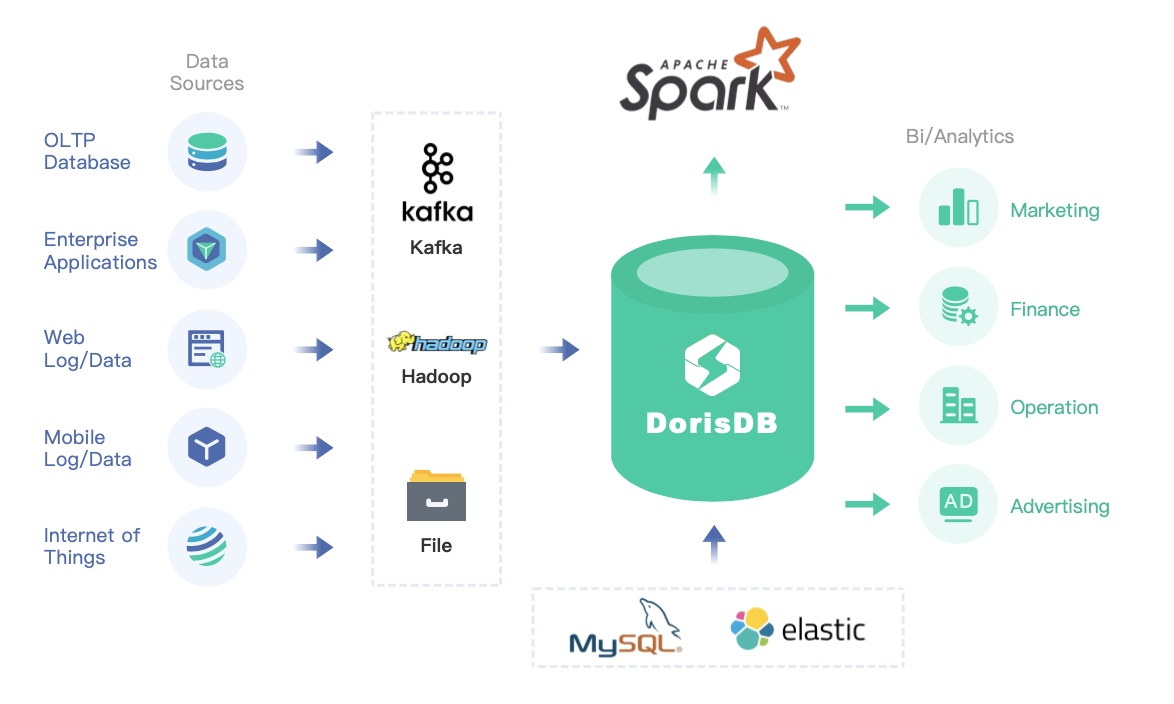 Data
Sources
OLTP
Database
Enterprise
Applications
Web
Log/Data
Mobile
Log/Data
Internet of
Things
kafka
Kafka
hadoop
Hadoop
File
APACHE
Spark™
DorisDB
MySQL®
elastic
Bi/Analytics
Marketing
Finance
Operation
AD
Advertising